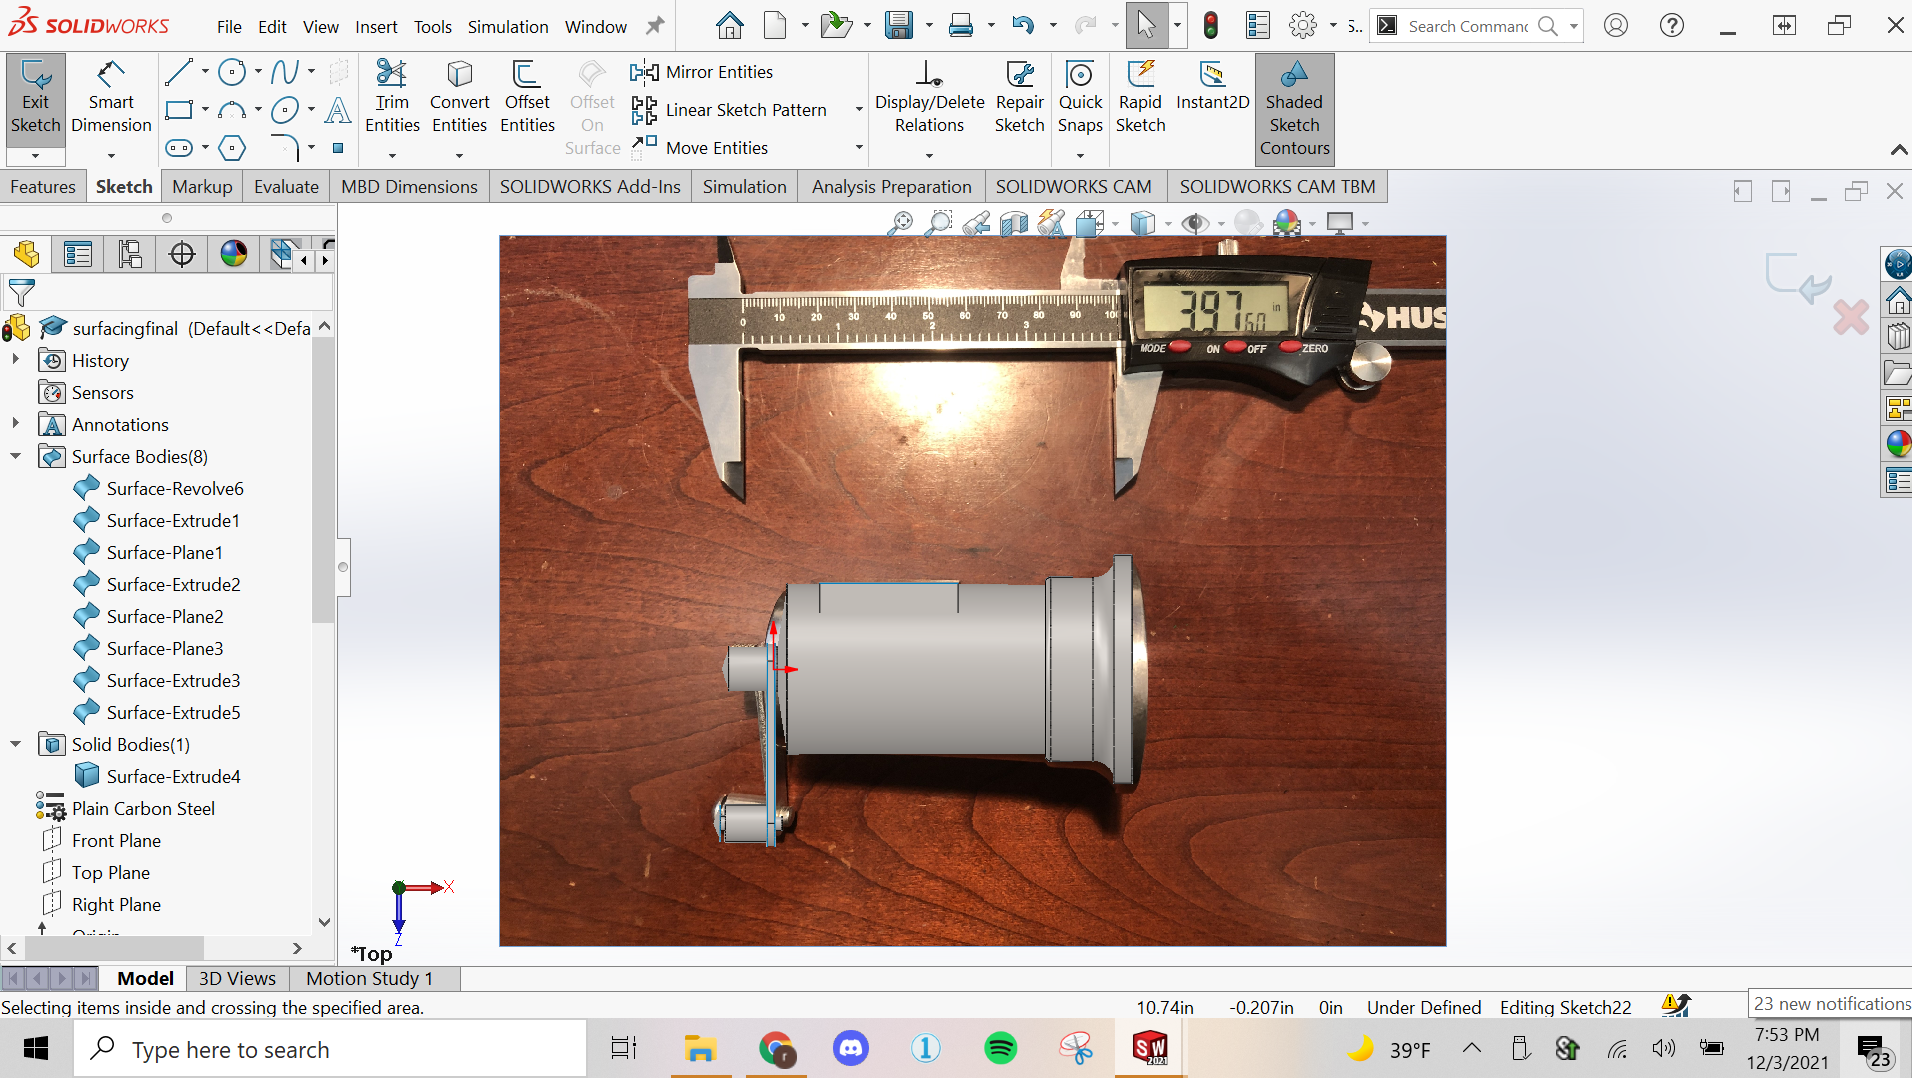 SOLIDWORKS File Edit View Insert Tools Simulation Window S.. Search Commanc
Exit Sketch
Smart Dimension
Trim Entities
Convert Entities
Offset Entities
Offset On Surface
Mirror Entities
Linear Sketch Pattern
Move Entities
Display/Delete Relations
Repair Sketch
Quick Snaps
Rapid Sketch
Instant2D
Shaded Sketch Contours
Features Sketch Markup Evaluate MBD Dimensions SOLIDWORKS Add-Ins Simulation Analysis Preparation SOLIDWORKS CAM SOLIDWORKS CAM TBM
surfacingfinal (Default<<Defa
History
Sensors
Annotations
Surface Bodies(8)
Surface-Revolve6
Surface-Extrude1
Surface-Plane1
Surface-Extrude2
Surface-Plane2
Surface-Plane3
Surface-Extrude3
Surface-Extrude5
Solid Bodies(1)
Surface-Extrude4
Plain Carbon Steel
Front Plane
Top Plane
Right Plane
Origin
0 10 20 30 40 50 60 70 80 90 100
0 1 2 3
3.97 in
HUS
MODE ON OFF ZERO
X
Z
*Top
Model 3D Views Motion Study 1
Selecting items inside and crossing the specified area. 10.74in -0.207in 0in Under Defined Editing Sketch22
23 new notifications
Type here to search
1
SW
2021
39°F
7:53 PM
12/3/2021
23